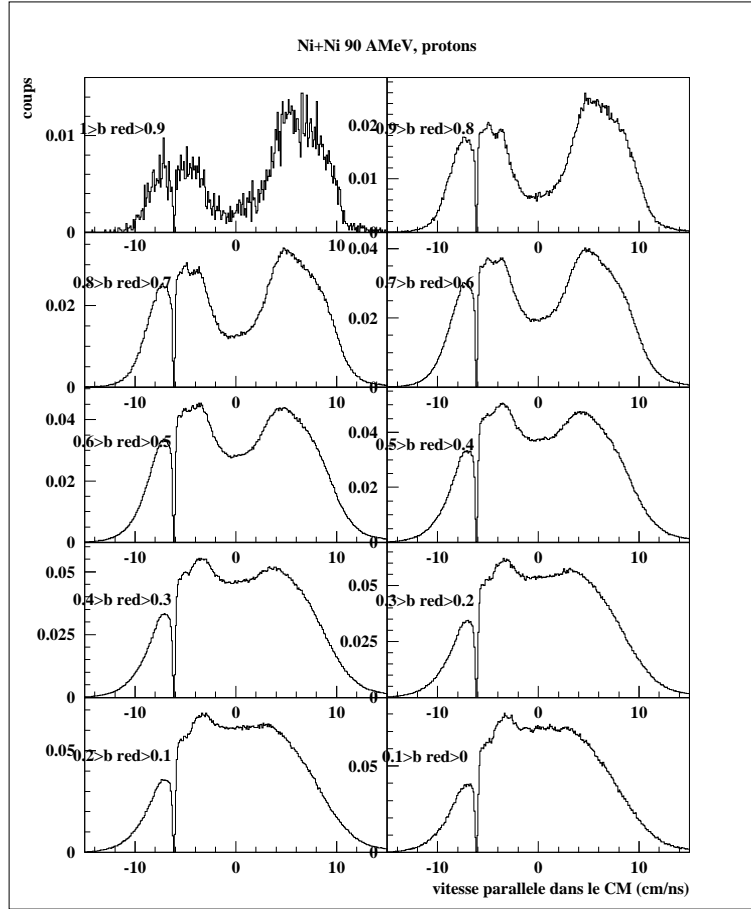 Ni+Ni 90 AMeV, protons
coups
1>b red>0.9
0.01
0
-10 0 10
0.9>b red>0.8
0.02
0.01
0
-10 0 10
0.8>b red>0.7
0.02
0
-10 0 10
0.7>b red>0.6
0.04
0.02
0
-10 0 10
0.6>b red>0.5
0.04
0.02
0
-10 0 10
0.5>b red>0.4
0.04
0.02
0
-10 0 10
0.4>b red>0.3
0.05
0.025
0
-10 0 10
0.3>b red>0.2
0.05
0.025
0
-10 0 10
0.2>b red>0.1
0.05
0
-10 0 10
0.1>b red>0
0.05
0
-10 0 10
vitesse parallele dans le CM (cm/ns)